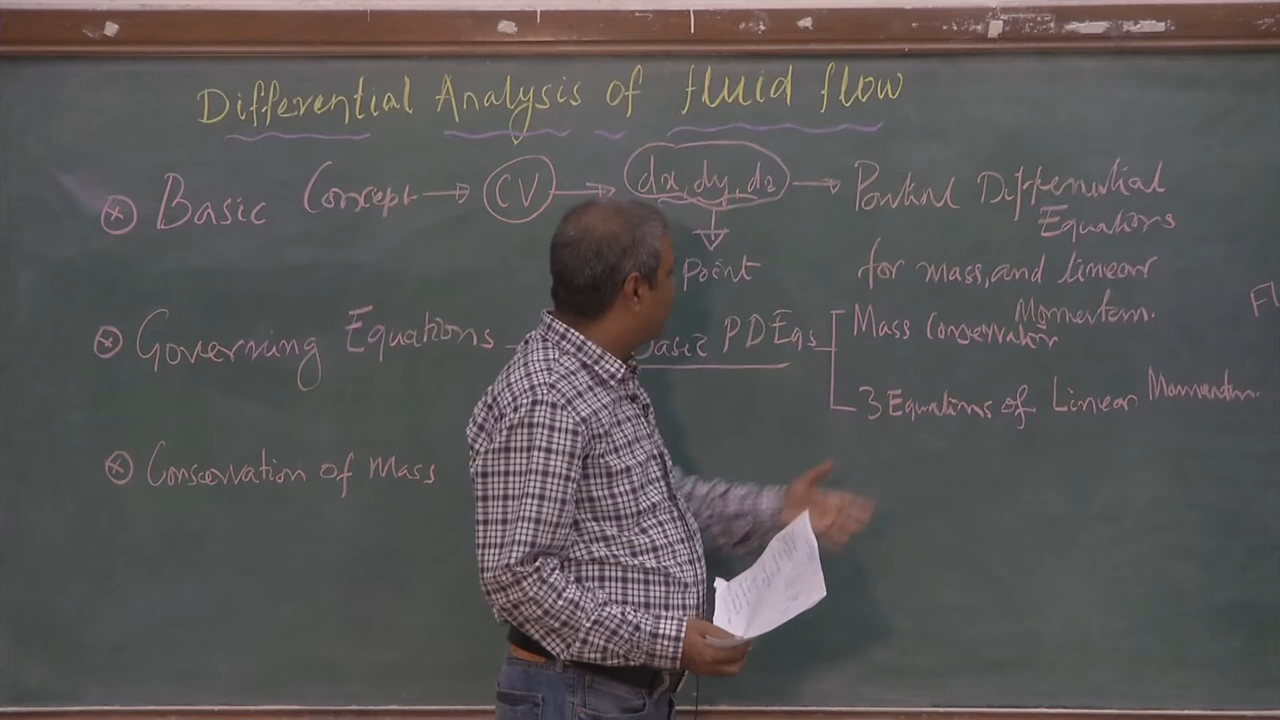 Differential Analysis of fluid flow
⊗ Basic Concept → CV → dx, dy, dz → Partial Differential
Equations
Point
for mass, and linear
Momentum.
⊗ Governing Equations - PDEqs
Mass Conservation
3 Equations of Linear Momentum.
⊗ Conservation of Mass